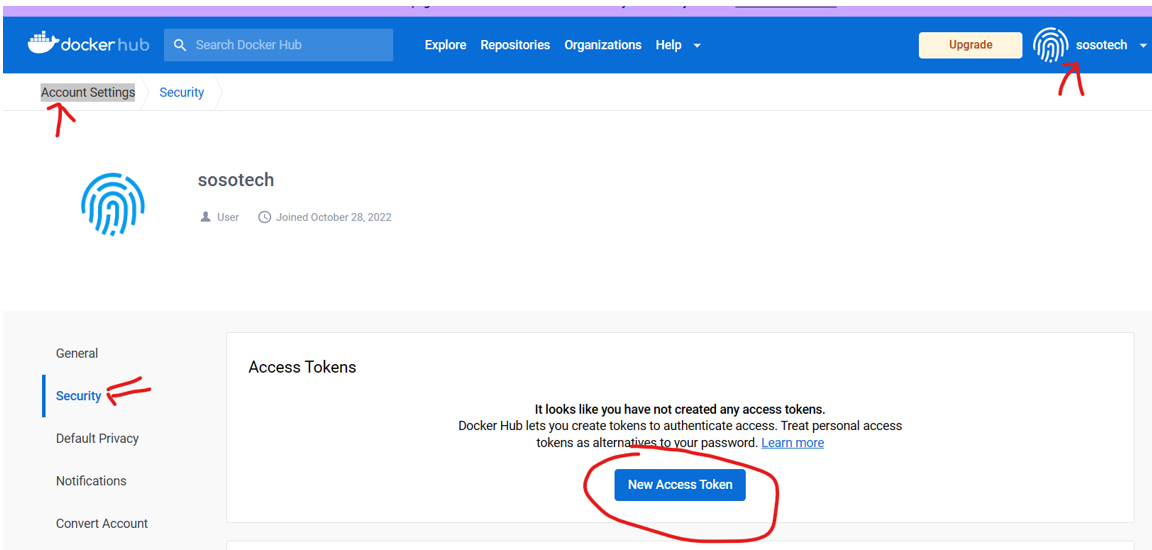 docker hub
Search Docker Hub
Explore
Repositories
Organizations
Help
Upgrade
sosotech
Account Settings
Security
sosotech
User
Joined October 28, 2022
General
Security
Default Privacy
Notifications
Convert Account
Access Tokens
It looks like you have not created any access tokens.
Docker Hub lets you create tokens to authenticate access. Treat personal access
tokens as alternatives to your password. Learn more
New Access Token